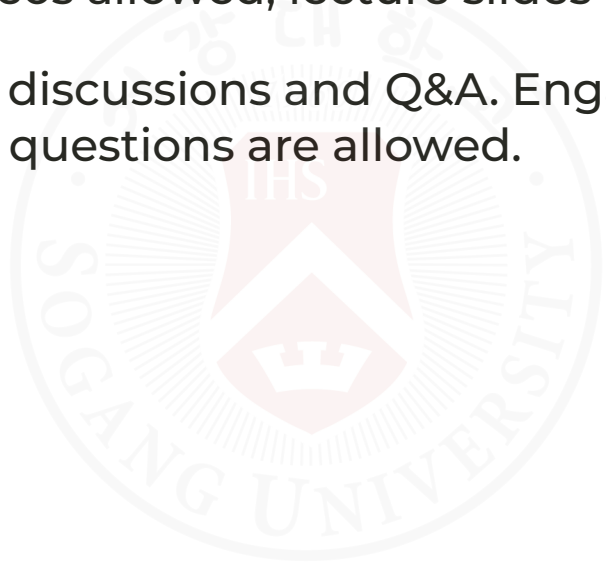 discussions and Q&A. Eng
questions are allowed.
IHS
SOGANG UNIVERSITY